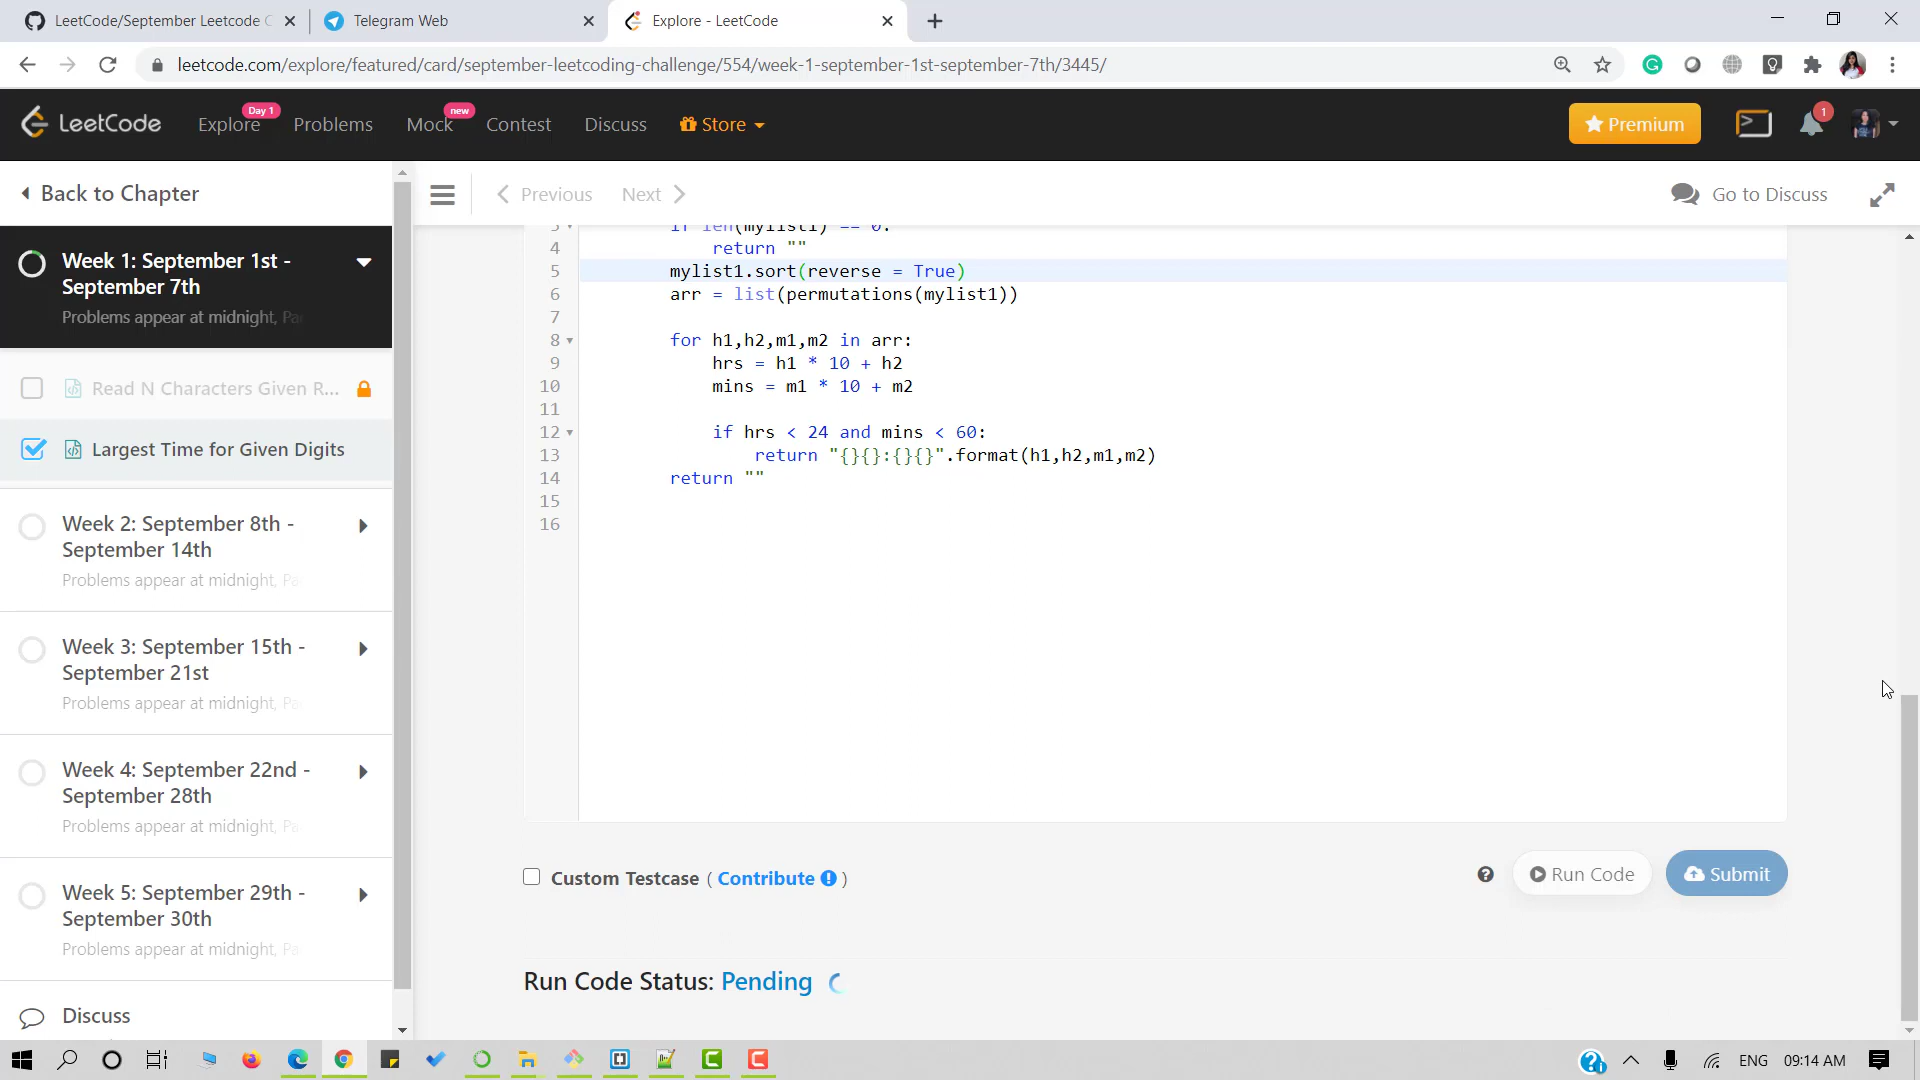 LeetCode/September Leetcode C
Telegram Web
Explore - LeetCode
leetcode.com/explore/featured/card/september-leetcoding-challenge/554/week-1-september-1st-september-7th/3445/
LeetCode
Explore
Day 1
Problems
Mock
new
Contest
Discuss
Store
Premium
1
Back to Chapter
Previous
Next
Go to Discuss
Week 1: September 1st -
September 7th
Problems appear at midnight, Pa
Read N Characters Given R...
Largest Time for Given Digits
Week 2: September 8th -
September 14th
Problems appear at midnight, Pa
Week 3: September 15th -
September 21st
Problems appear at midnight, Pa
Week 4: September 22nd -
September 28th
Problems appear at midnight, Pa
Week 5: September 29th -
September 30th
Problems appear at midnight, Pa
Discuss
3 if len(mylist1) == 0:
4 return ""
5 mylist1.sort(reverse = True)
6 arr = list(permutations(mylist1))
7
8 for h1,h2,m1,m2 in arr:
9 hrs = h1 * 10 + h2
10 mins = m1 * 10 + m2
11
12 if hrs < 24 and mins < 60:
13 return "{}{}:{}{}".format(h1,h2,m1,m2)
14 return ""
15
16
Custom Testcase ( Contribute )
Run Code
Submit
Run Code Status: Pending
ENG
09:14 AM